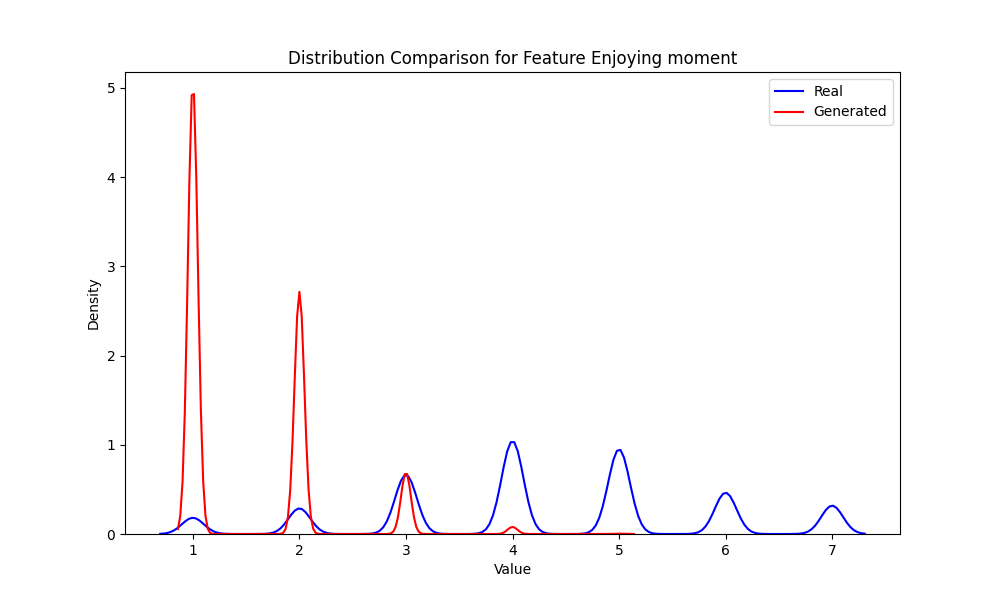 Distribution Comparison for Feature Enjoying moment
Real
Generated
Density
5
4
3
2
1
0
1
2
3
4
5
6
7
Value